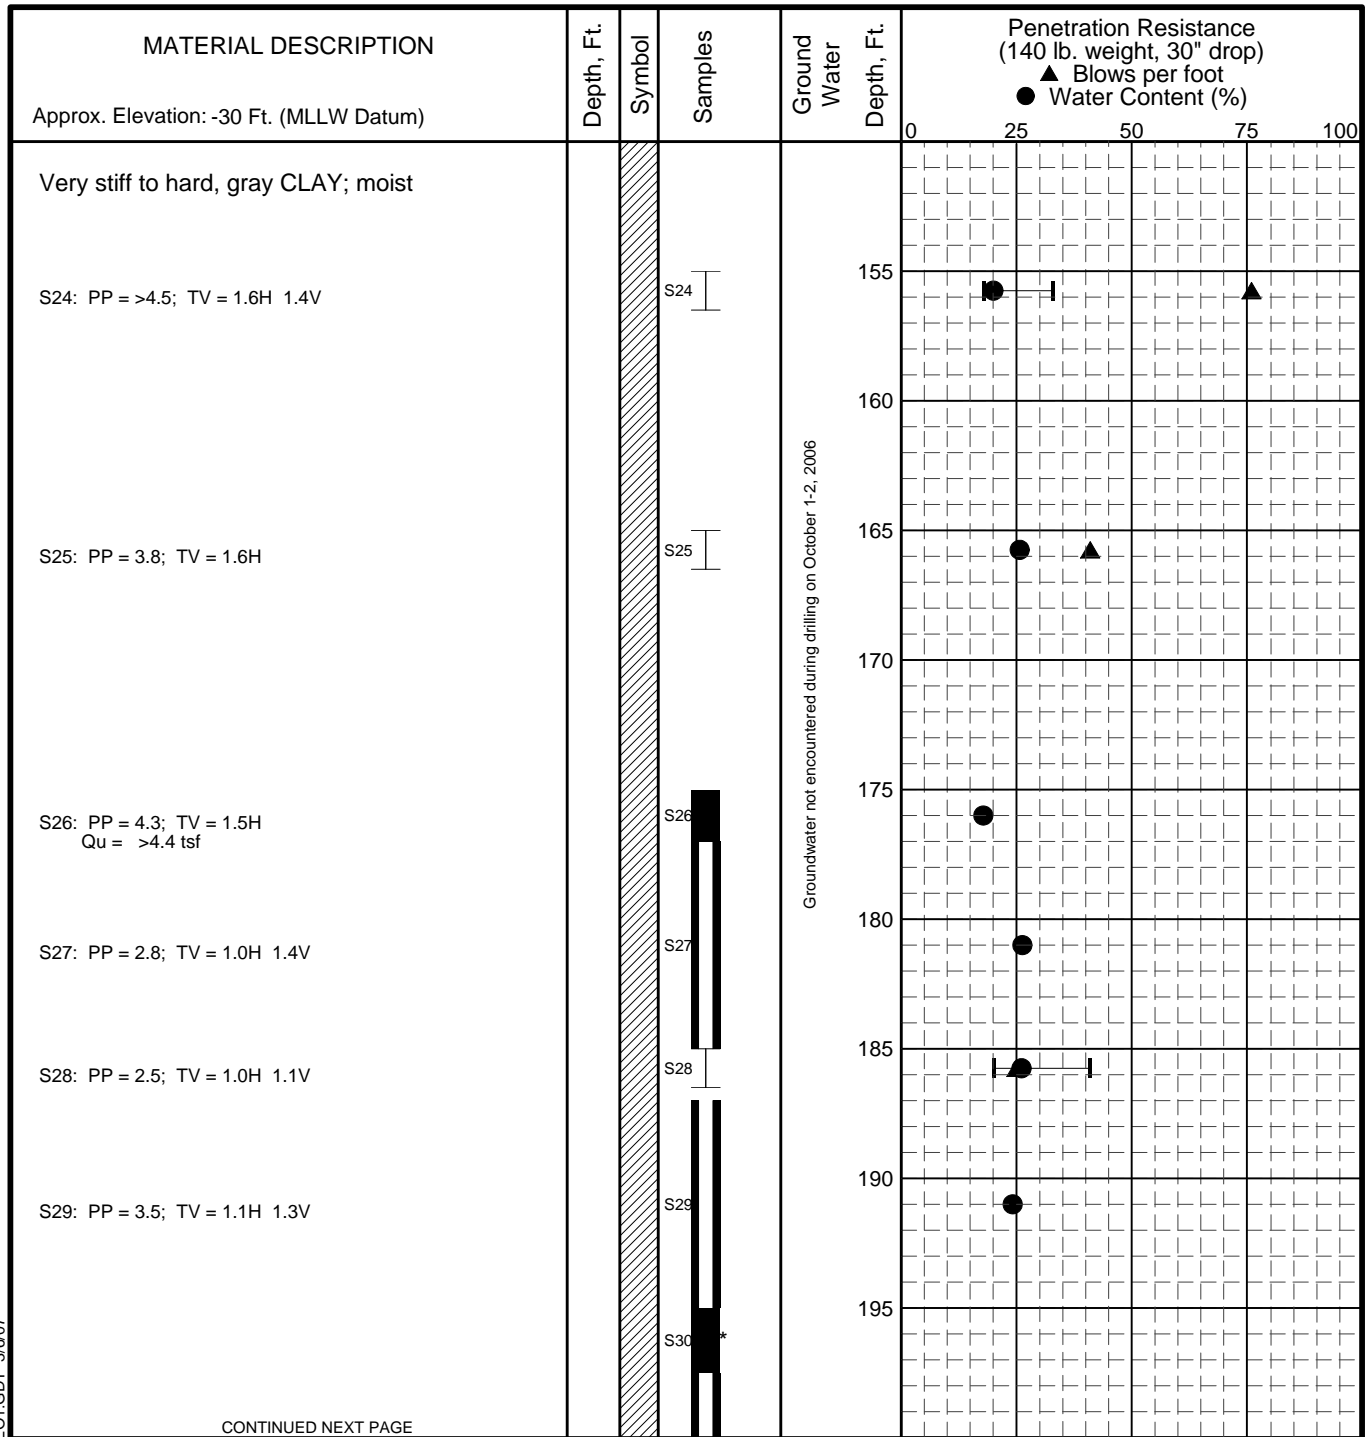 MATERIAL DESCRIPTION
Approx. Elevation: -30 Ft. (MLLW Datum)
Depth, Ft.
Symbol
Samples
Ground
Water
Depth, Ft.
Penetration Resistance
(140 lb. weight, 30" drop)
▲ Blows per foot
● Water Content (%)
0 25 50 75 100
Very stiff to hard, gray CLAY; moist
155
S24: PP = >4.5; TV = 1.6H 1.4V
S24
160
Groundwater not encountered during drilling on October 1-2, 2006
165
S25: PP = 3.8; TV = 1.6H
S25
170
175
S26: PP = 4.3; TV = 1.5H
Qu = >4.4 tsf
S26
180
S27: PP = 2.8; TV = 1.0H 1.4V
S27
185
S28: PP = 2.5; TV = 1.0H 1.1V
S28
190
S29: PP = 3.5; TV = 1.1H 1.3V
S29
195
S30 *
CONTINUED NEXT PAGE